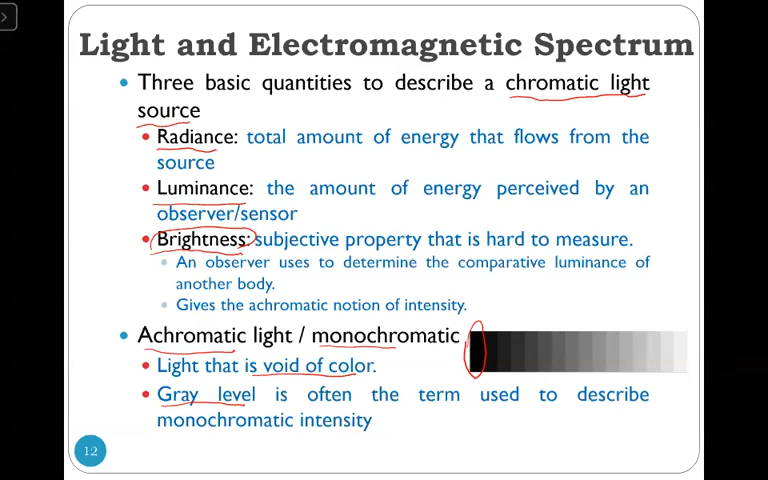 Light and Electromagnetic Spectrum
Three basic quantities to describe a chromatic light
source
Radiance: total amount of energy that flows from the
source
Luminance: the amount of energy perceived by an
observer/sensor
Brightness: subjective property that is hard to measure.
An observer uses to determine the comparative luminance of
another body.
Gives the achromatic notion of intensity.
Achromatic light / monochromatic
Light that is void of color.
Gray level is often the term used to describe
monochromatic intensity
12